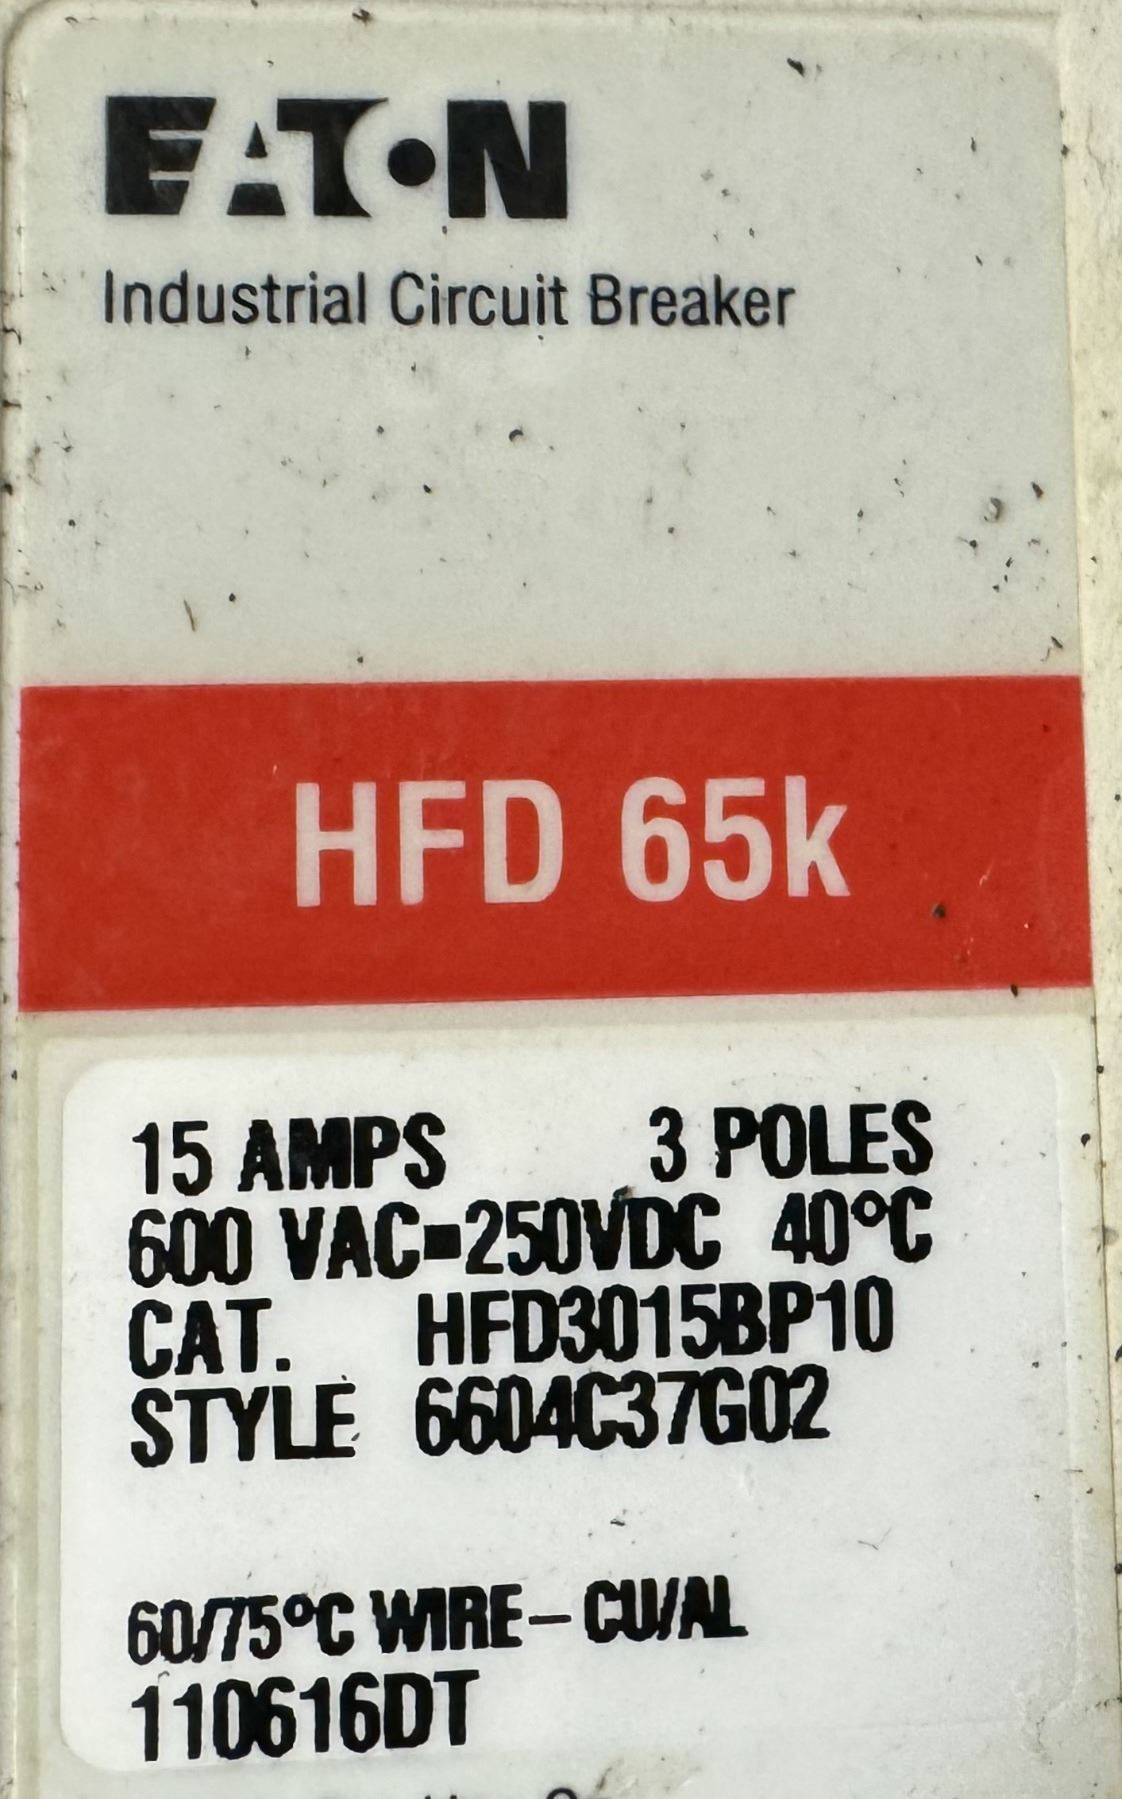 EATON
Industrial Circuit Breaker
HFD 65k
15 AMPS 3 POLES
600 VAC=250VDC 40°C
CAT. HFD3015BP10
STYLE 6604C37G02
60/75°C WIRE – CU/AL
110616DT